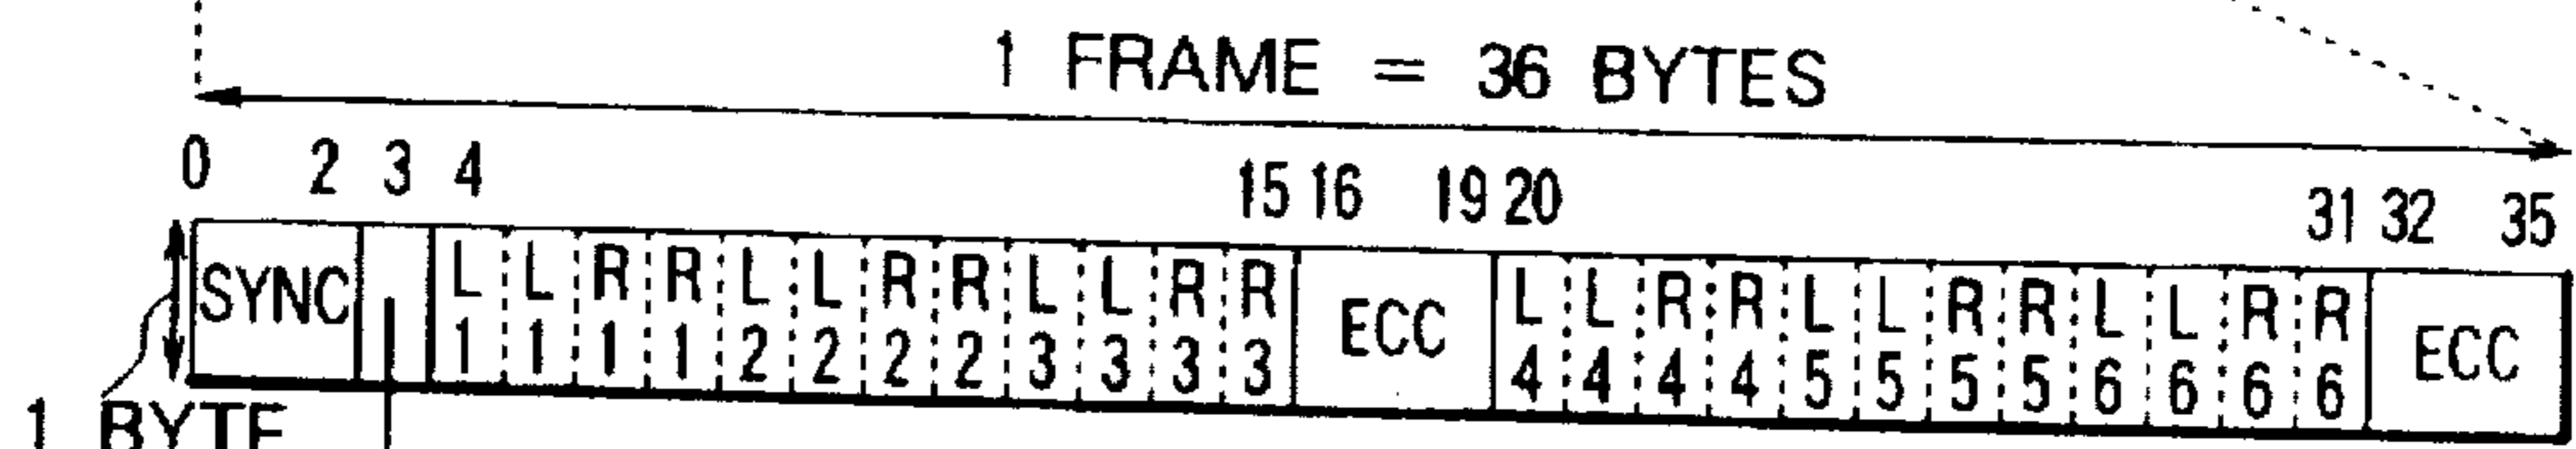 1 FRAME = 36 BYTES
0 2 3 4 15 16 19 20 31 32 35
SYNC L L R R L L R R L L R R ECC L L R R L L R R L L R R ECC
1 1 1 1 2 2 2 2 3 3 3 3 4 4 4 4 5 5 5 5 6 6 6 6
1 BYTE